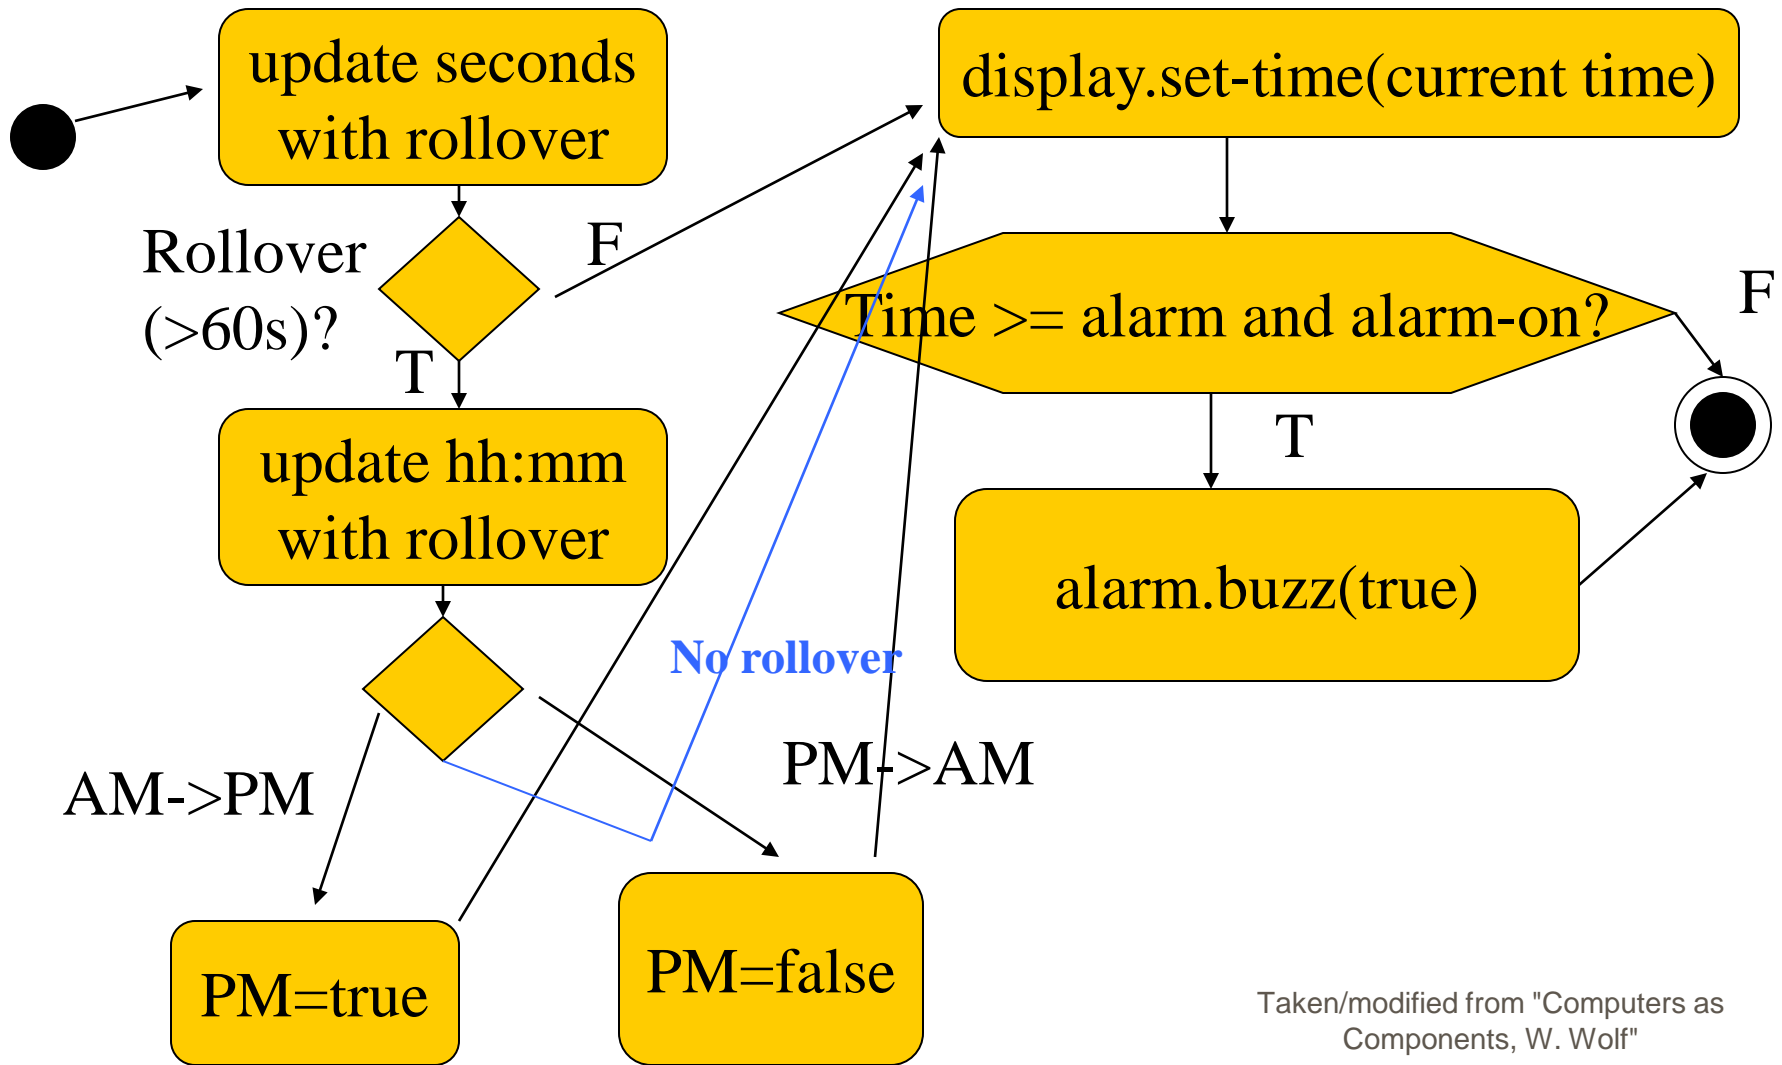 update seconds
with rollover
display.set-time(current time)
Rollover
(>60s)?
F
T
Time >= alarm and alarm-on?
F
T
update hh:mm
with rollover
alarm.buzz(true)
No rollover
AM->PM
PM->AM
PM=true
PM=false
Taken/modified from "Computers as
Components, W. Wolf"